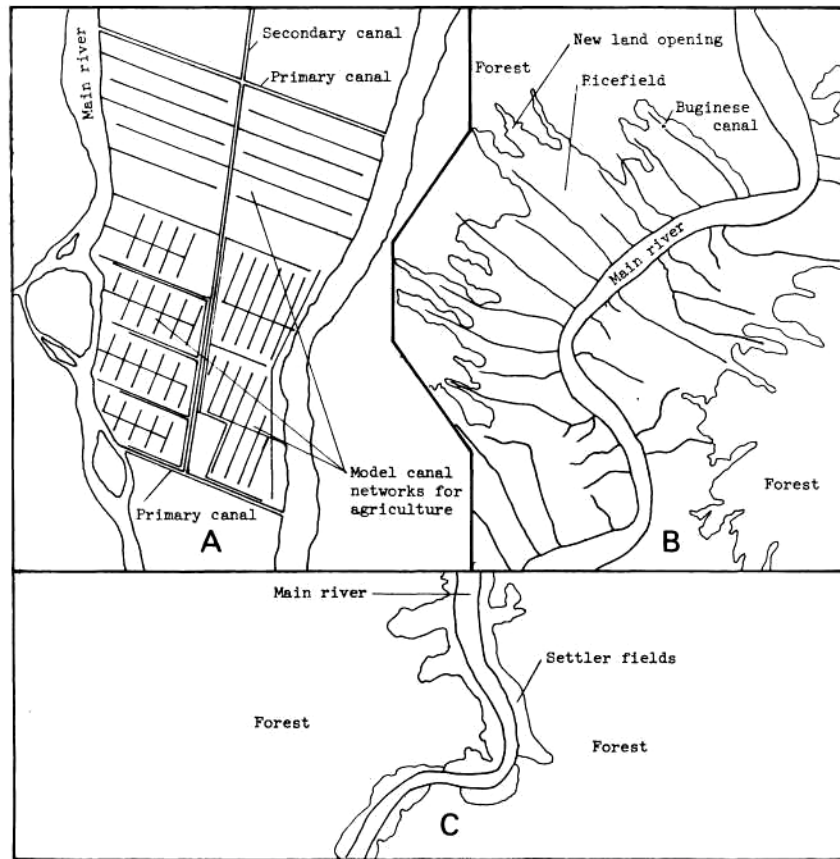 Main river
Secondary canal
Primary canal
Model canal
networks for
agriculture
Primary canal
A
New land opening
Forest
Ricefield
Buginese
canal
Main river
Forest
B
Main river
Settler fields
Forest
Forest
C